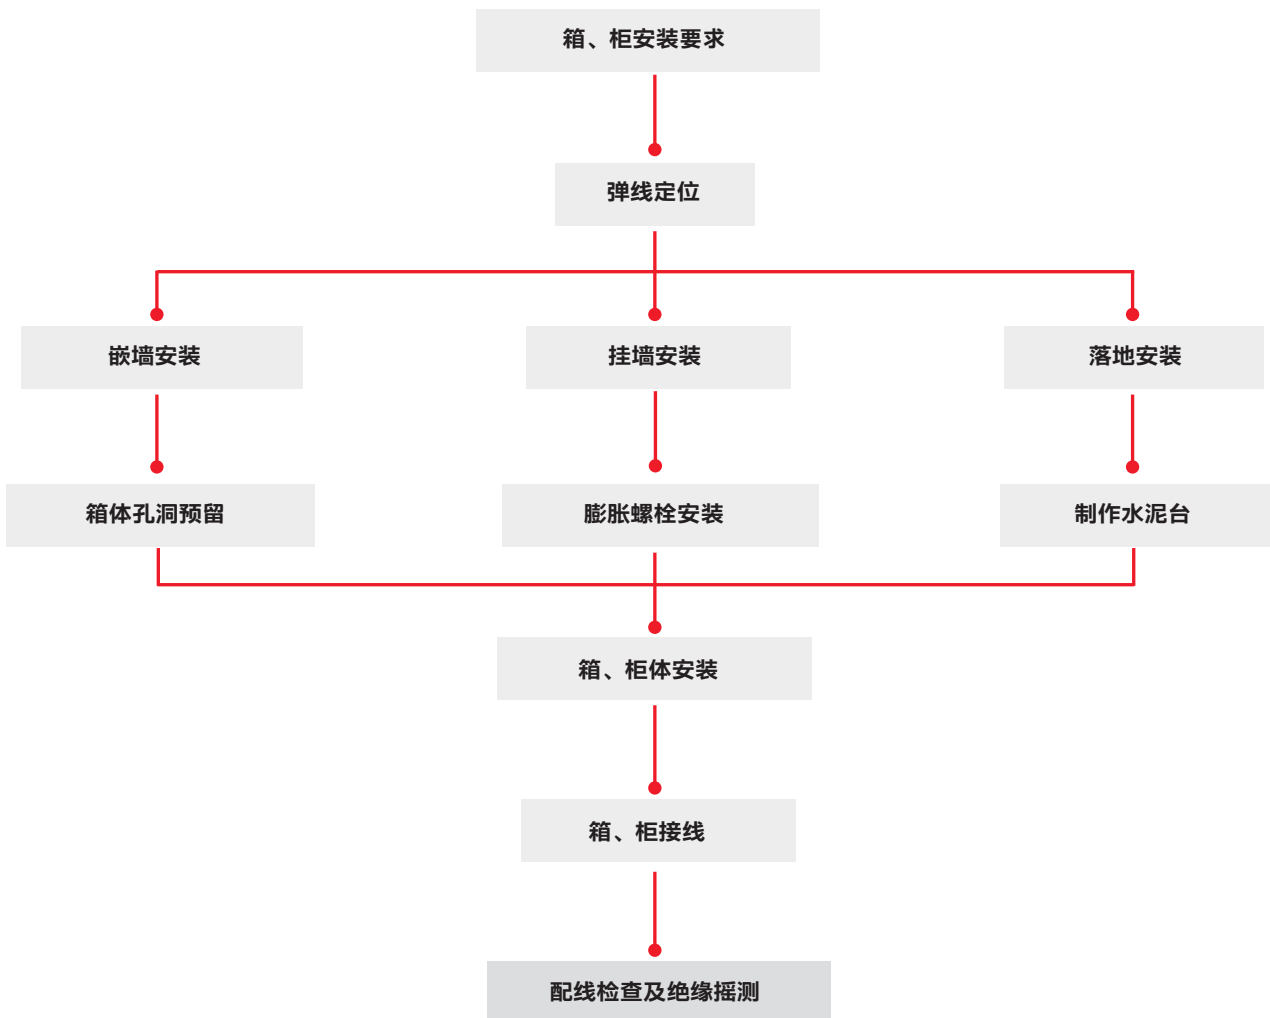 箱、柜安装要求
弹线定位
嵌墙安装
挂墙安装
落地安装
箱体孔洞预留
膨胀螺栓安装
制作水泥台
箱、柜体安装
箱、柜接线
配线检查及绝缘摇测